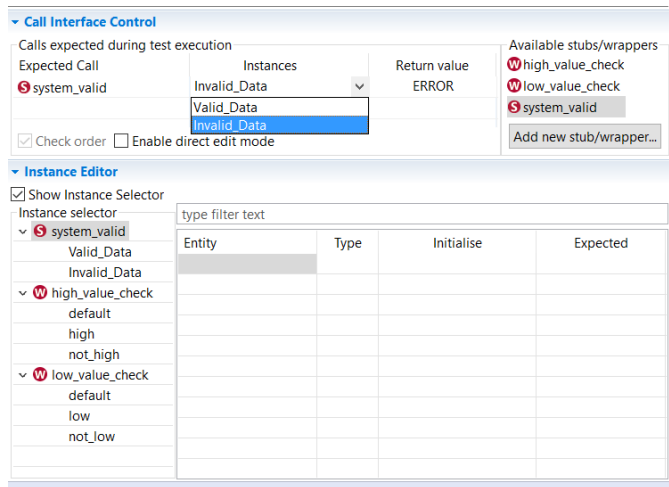 Call Interface Control
Calls expected during test execution
Available stubs/wrappers
Expected Call Instances Return value
S system_valid Invalid_Data ERROR
Valid_Data
Invalid_Data
W high_value_check
W low_value_check
S system_valid
Check order Enable direct edit mode
Add new stub/wrapper...
Instance Editor
Show Instance Selector
Instance selector
type filter text
S system_valid
Valid_Data
Invalid_Data
W high_value_check
default
high
not_high
W low_value_check
default
low
not_low
Entity Type Initialise Expected